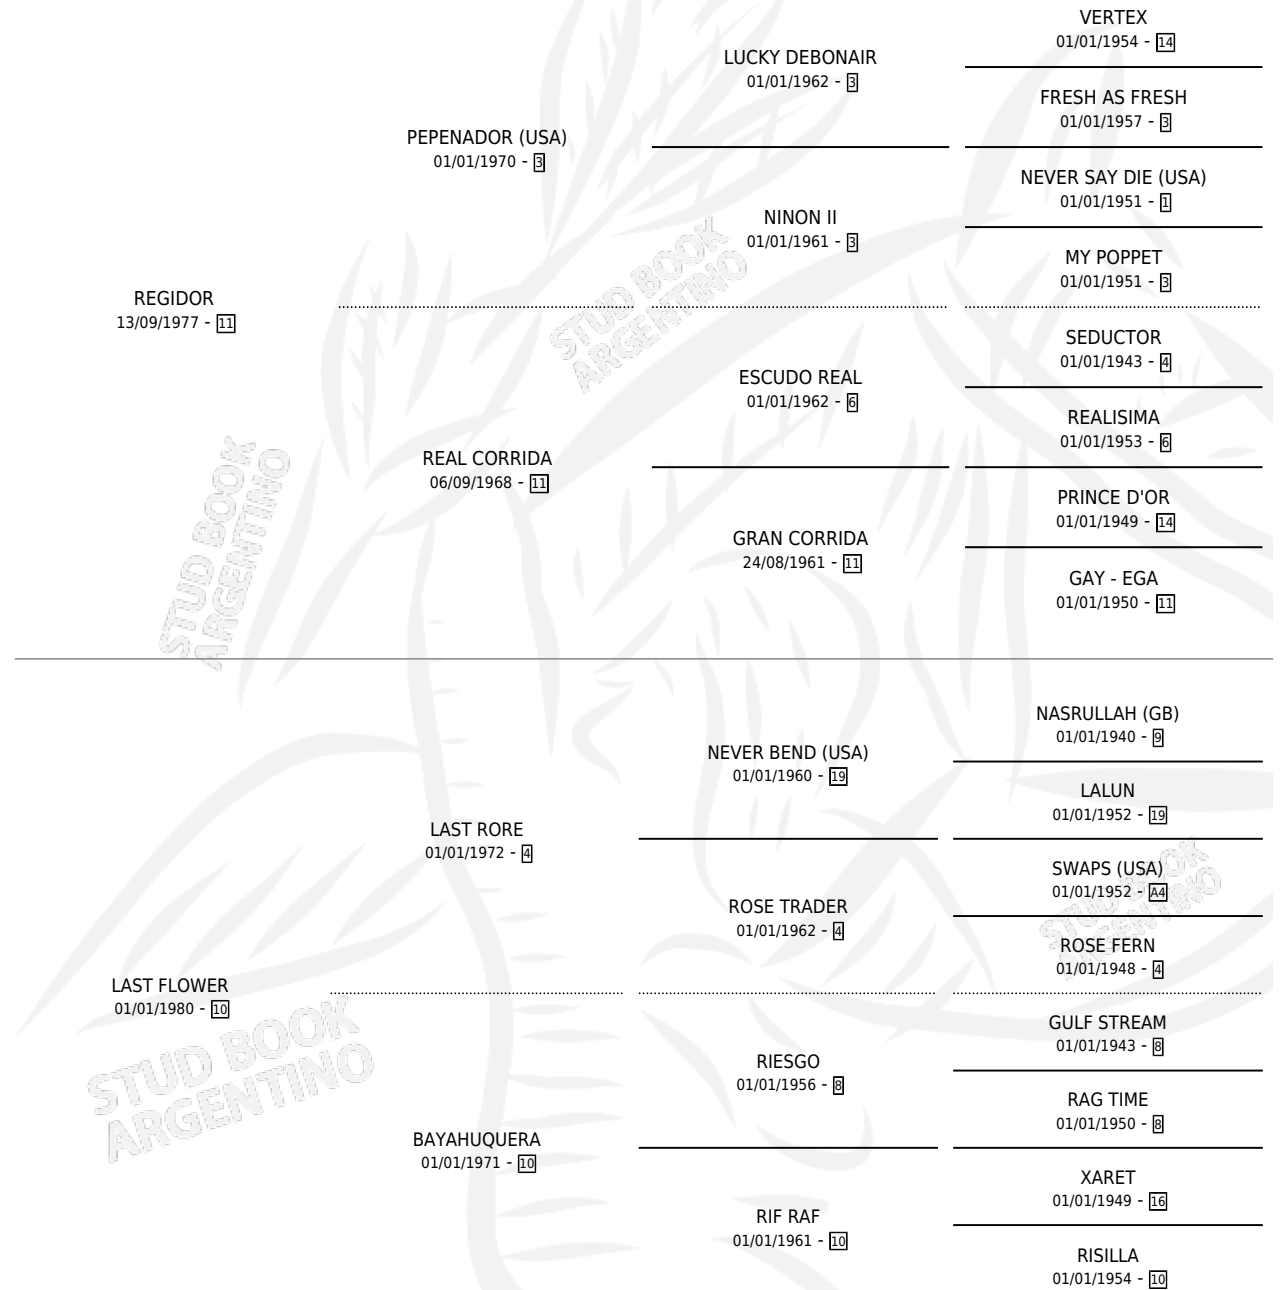 VERTEX
01/01/1954 - 14
LUCKY DEBONAIR
01/01/1962 - 3
FRESH AS FRESH
01/01/1957 - 3
PEPENADOR (USA)
01/01/1970 - 3
NEVER SAY DIE (USA)
01/01/1951 - 1
NINON II
01/01/1961 - 3
MY POPPET
01/01/1951 - 3
REGIDOR
13/09/1977 - 11
SEDUCTOR
01/01/1943 - 4
ESCUDO REAL
01/01/1962 - 6
REALISIMA
01/01/1953 - 6
REAL CORRIDA
06/09/1968 - 11
PRINCE D'OR
01/01/1949 - 14
GRAN CORRIDA
24/08/1961 - 11
GAY - EGA
01/01/1950 - 11
STUD BOOK
ARGENTINO
STUD BOOK
ARGENTINO
NASRULLAH (GB)
01/01/1940 - 9
NEVER BEND (USA)
01/01/1960 - 19
LALUN
01/01/1952 - 19
LAST RORE
01/01/1972 - 4
SWAPS (USA)
01/01/1952 - A4
ROSE TRADER
01/01/1962 - 4
ROSE FERN
01/01/1948 - 4
LAST FLOWER
01/01/1980 - 10
GULF STREAM
01/01/1943 - 8
RIESGO
01/01/1956 - 8
RAG TIME
01/01/1950 - 8
BAYAHUQUERA
01/01/1971 - 10
XARET
01/01/1949 - 16
RIF RAF
01/01/1961 - 10
RISILLA
01/01/1954 - 10
STUD BOOK
ARGENTINO
STUD BOOK
ARGENTINO